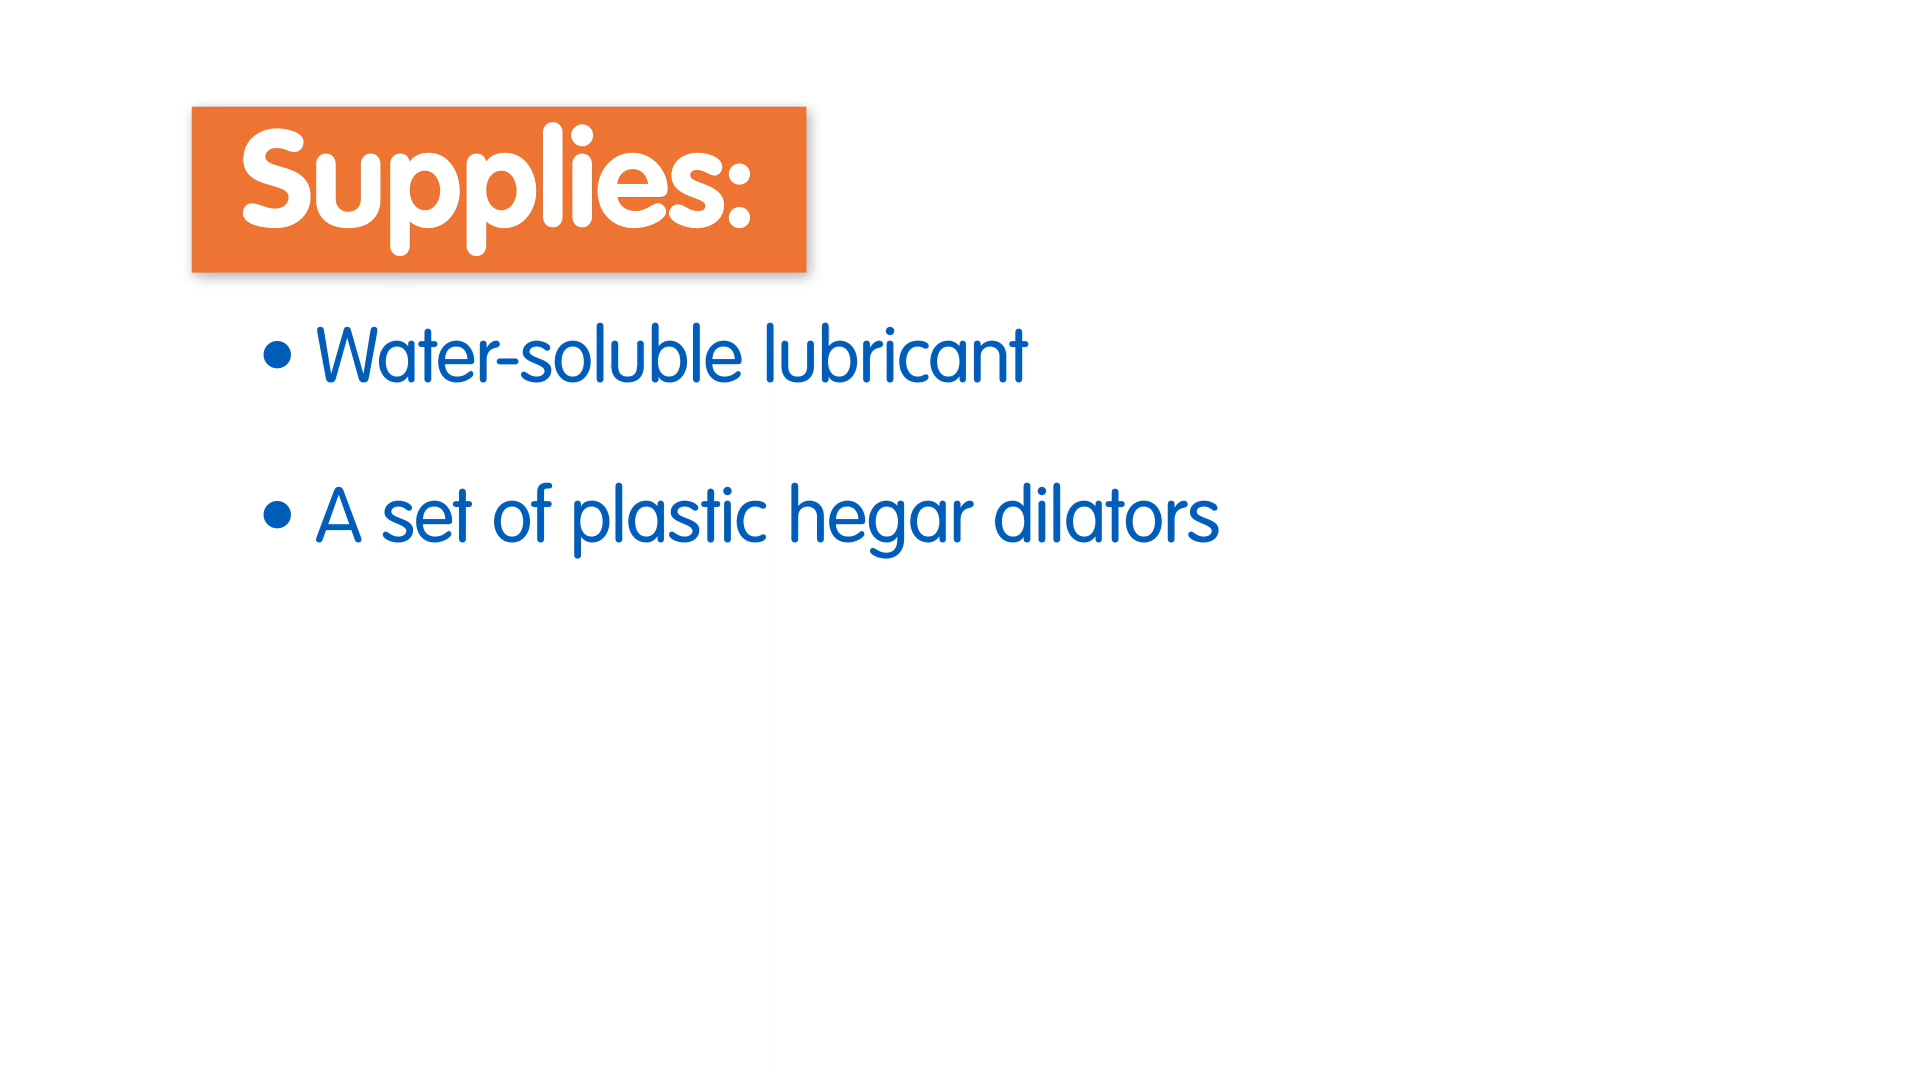 Supplies:
• Water-soluble lubricant
• A set of plastic hegar dilators